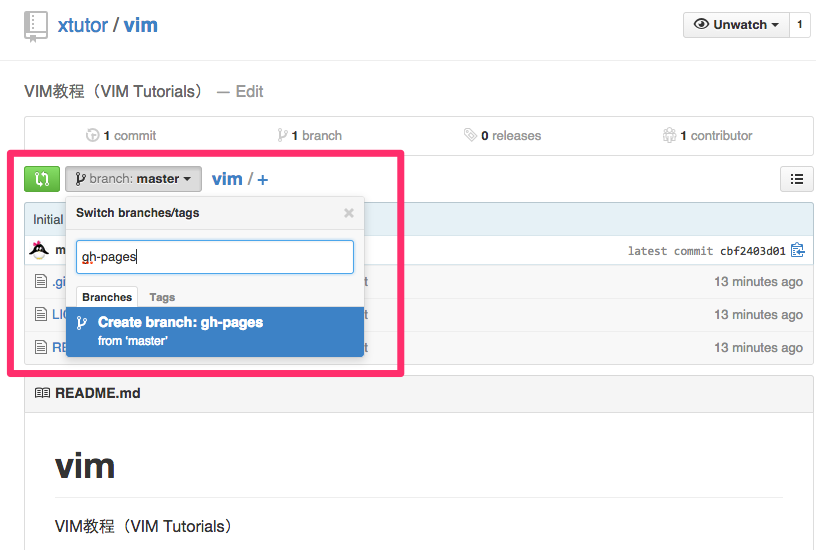 xtutor / vim
Unwatch 1
VIM教程（VIM Tutorials） — Edit
1 commit 1 branch 0 releases 1 contributor
branch: master vim / +
Switch branches/tags
Initial
gh-pages
m latest commit cbf2403d01
.gi t 13 minutes ago
Branches Tags
Create branch: gh-pages
LI t 13 minutes ago
from 'master'
RE t 13 minutes ago
README.md
vim
VIM教程（VIM Tutorials）